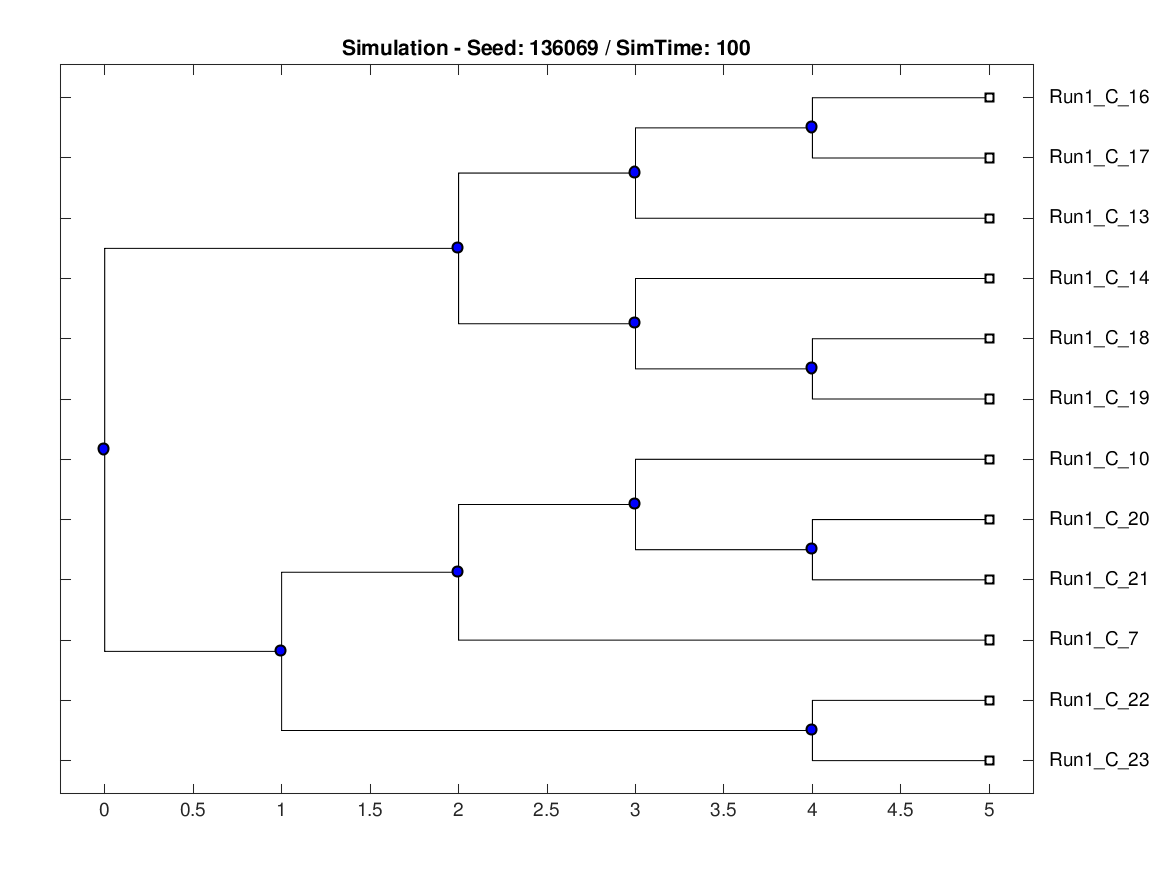 Simulation - Seed: 136069 / SimTime: 100
Run1_C_16
Run1_C_17
Run1_C_13
Run1_C_14
Run1_C_18
Run1_C_19
Run1_C_10
Run1_C_20
Run1_C_21
Run1_C_7
Run1_C_22
Run1_C_23
0 0.5 1 1.5 2 2.5 3 3.5 4 4.5 5